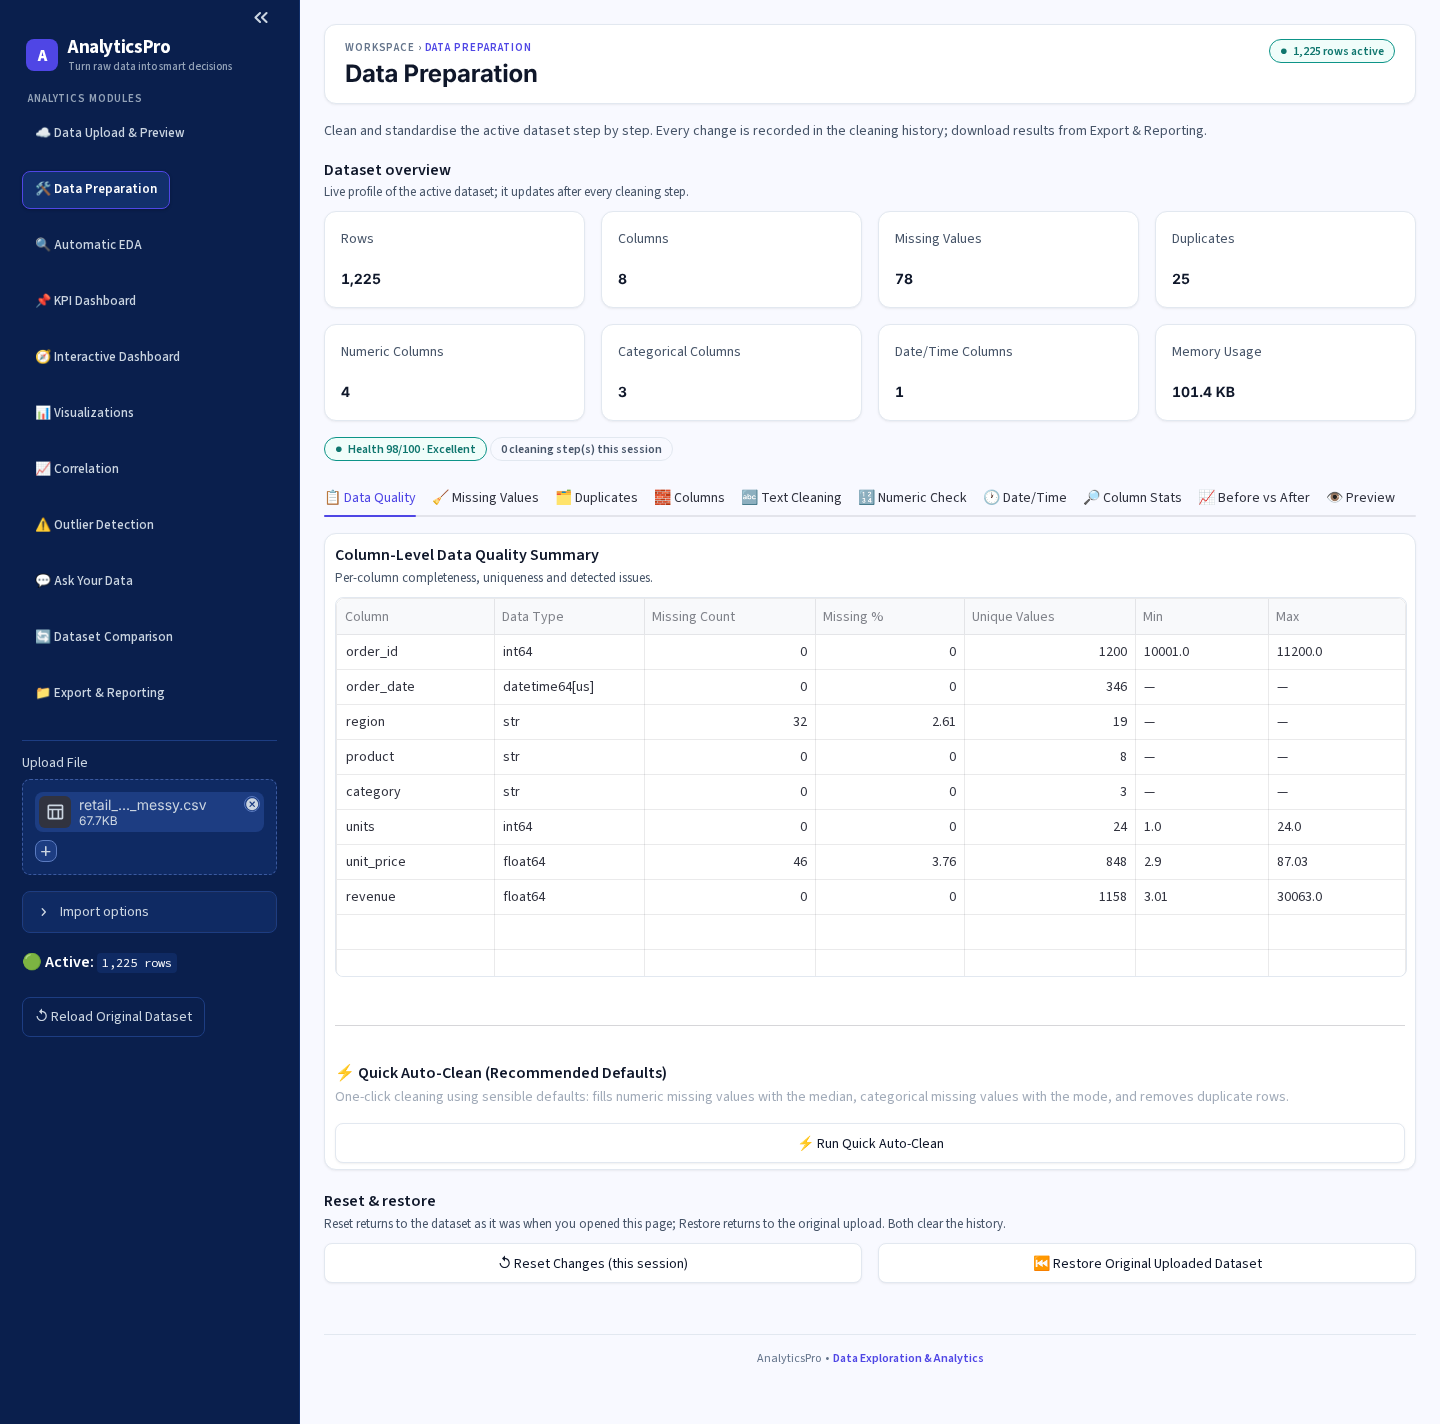 A
AnalyticsPro
Turn raw data into smart decisions
ANALYTICS MODULES
☁️ Data Upload & Preview
🛠️ Data Preparation
🔍 Automatic EDA
📌 KPI Dashboard
🧭 Interactive Dashboard
📊 Visualizations
📈 Correlation
⚠️ Outlier Detection
💬 Ask Your Data
🔄 Dataset Comparison
📁 Export & Reporting
Upload File
retail_..._messy.csv
67.7KB
Import options
🟢 Active: 1,225 rows
Reload Original Dataset
WORKSPACE › DATA PREPARATION
Data Preparation
● 1,225 rows active
Clean and standardise the active dataset step by step. Every change is recorded in the cleaning history; download results from Export & Reporting.
Dataset overview
Live profile of the active dataset; it updates after every cleaning step.
Rows Columns Missing Values Duplicates
1,225 8 78 25
Numeric Columns Categorical Columns Date/Time Columns Memory Usage
4 3 1 101.4 KB
● Health 98/100 · Excellent 0 cleaning step(s) this session
📋 Data Quality 🧹 Missing Values 🗂️ Duplicates 🧱 Columns 🔤 Text Cleaning 🔢 Numeric Check 🕐 Date/Time 🔎 Column Stats 📈 Before vs After 👁️ Preview
Column-Level Data Quality Summary
Per-column completeness, uniqueness and detected issues.
Column Data Type Missing Count Missing % Unique Values Min Max
order_id int64 0 0 1200 10001.0 11200.0
order_date datetime64[us] 0 0 346 — —
region str 32 2.61 19 — —
product str 0 0 8 — —
category str 0 0 3 — —
units int64 0 0 24 1.0 24.0
unit_price float64 46 3.76 848 2.9 87.03
revenue float64 0 0 1158 3.01 30063.0
⚡ Quick Auto-Clean (Recommended Defaults)
One-click cleaning using sensible defaults: fills numeric missing values with the median, categorical missing values with the mode, and removes duplicate rows.
⚡ Run Quick Auto-Clean
Reset & restore
Reset returns to the dataset as it was when you opened this page; Restore returns to the original upload. Both clear the history.
Reset Changes (this session) ⏮️ Restore Original Uploaded Dataset
AnalyticsPro • Data Exploration & Analytics